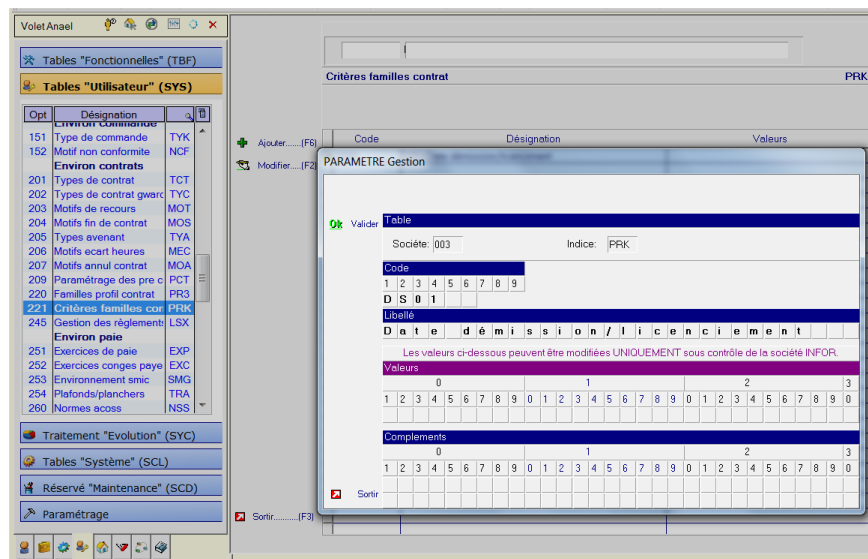 Volet Anael
Tables "Fonctionnelles" (TBF)
Tables "Utilisateur" (SYS)
Opt Désignation
Environ commande
151 Type de commande TYK
152 Motif non conformite NCF
Environ contrats
201 Types de contrat TCT
202 Types de contrat gwarc TYC
203 Motifs de recours MOT
204 Motifs fin de contrat MOS
205 Types avenant TYA
206 Motifs ecart heures MEC
207 Motifs annul contrat MOA
209 Paramétrage des pre c PCT
220 Familles profil contrat PR3
221 Critères familles cor PRK
245 Gestion des règlements LSX
Environ paie
251 Exercices de paie EXP
252 Exercices conges paye EXC
253 Environnement smic SMG
254 Plafonds/planchers TRA
260 Normes acoss NSS
Traitement "Evolution" (SYC)
Tables "Système" (SCL)
Réservé "Maintenance" (SCD)
Paramétrage
Critères familles contrat PRK
Ajouter......(F6)
Modifier.....(F2)
Sortir..........(F3)
Code Désignation Valeurs
PARAMETRE Gestion
Ok Valider
Table
Sociéte: 003 Indice: PRK
Code
1 2 3 4 5 6 7 8 9
D S 0 1
Libellé
Date démission/licenciement
Les valeurs ci-dessous peuvent être modifiées UNIQUEMENT sous contrôle de la société INFOR.
Valeurs
0 1 2 3
1 2 3 4 5 6 7 8 9 0 1 2 3 4 5 6 7 8 9 0 1 2 3 4 5 6 7 8 9 0
Complements
0 1 2 3
1 2 3 4 5 6 7 8 9 0 1 2 3 4 5 6 7 8 9 0 1 2 3 4 5 6 7 8 9 0
Sortir